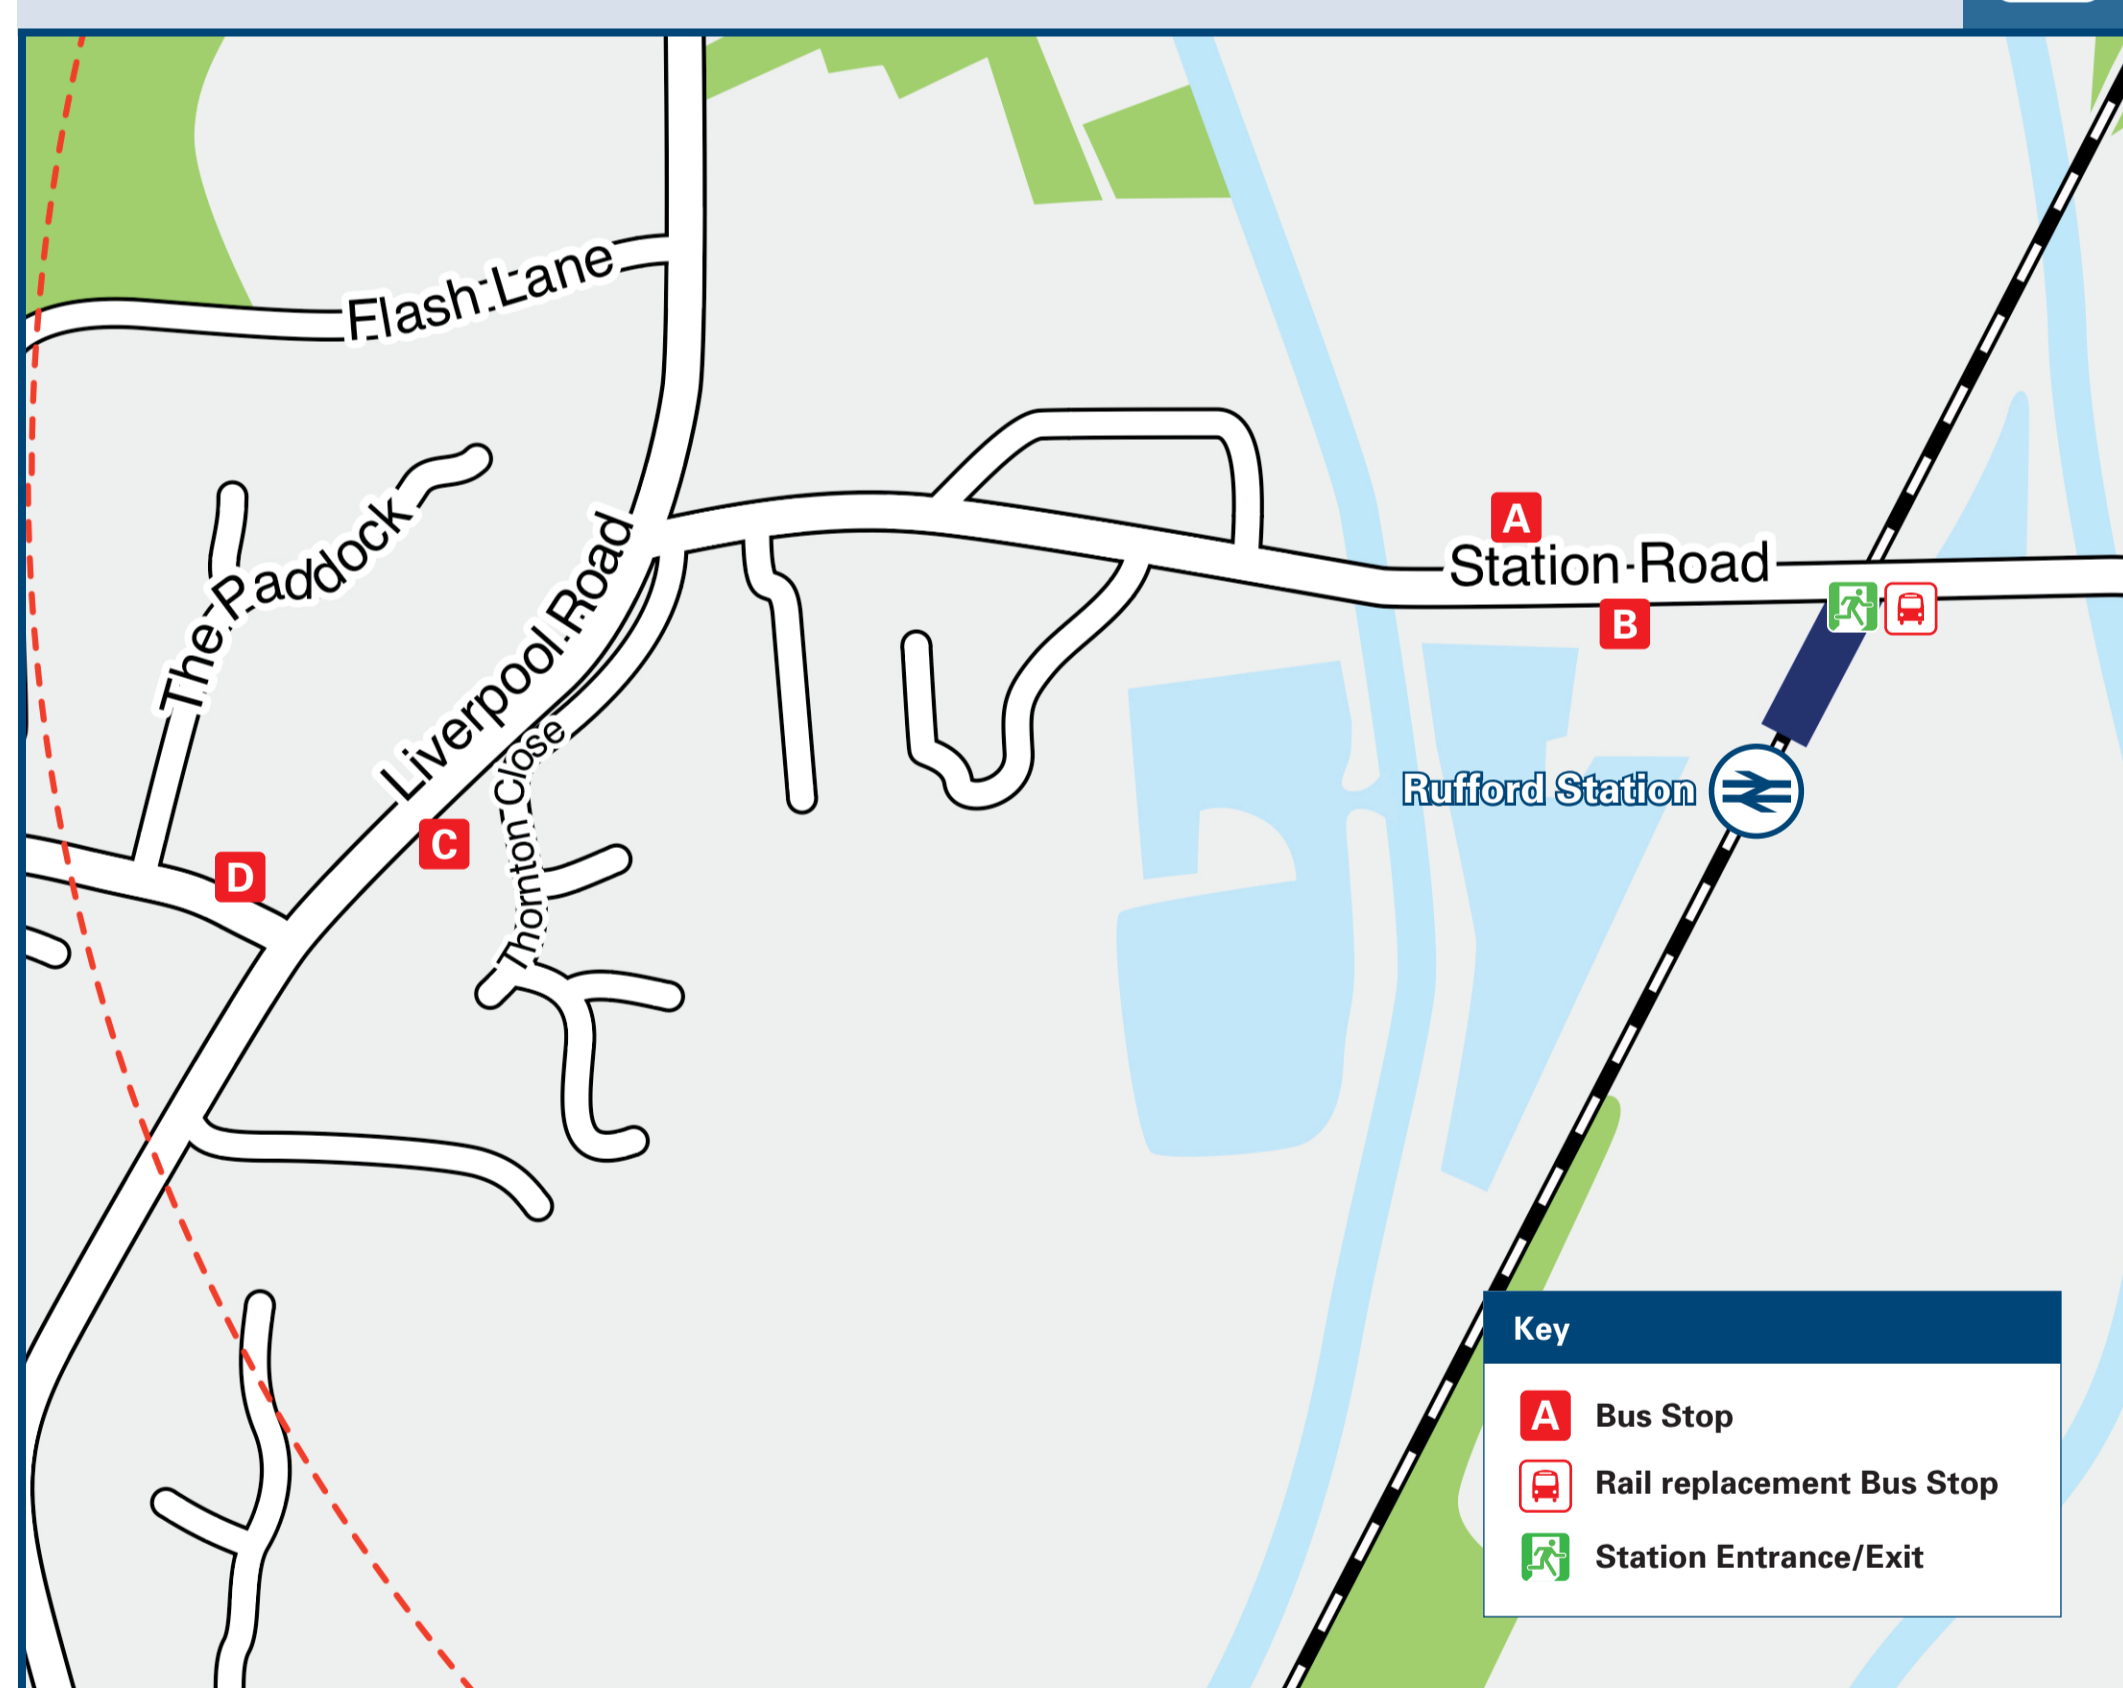 Flash Lane
The Paddock
Liverpool Road
A
Station Road
B
Thornton Close
Rufford Station
C
D
Key
A Bus Stop
Rail replacement Bus Stop
Station Entrance/Exit